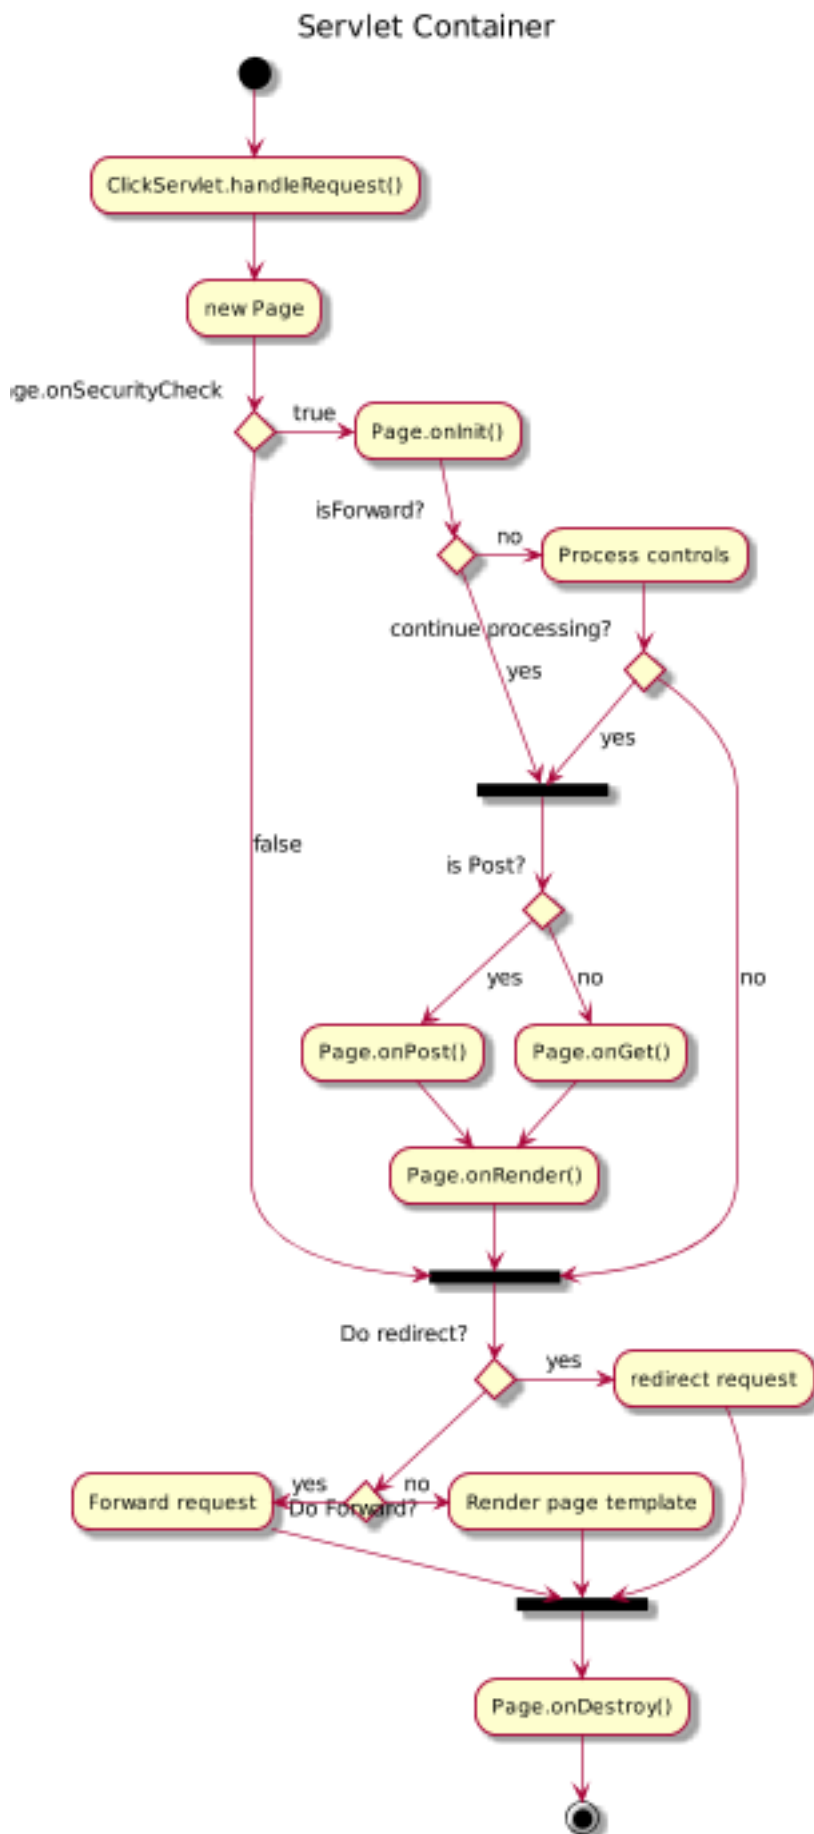 Servlet Container
ClickServlet.handleRequest()
new Page
ge.onSecurityCheck
true
Page.onInit()
isForward?
no
Process controls
continue processing?
yes
yes
false
is Post?
yes
no
no
Page.onPost()
Page.onGet()
Page.onRender()
Do redirect?
yes
redirect request
Forward request
yes
Do Forward?
no
Render page template
Page.onDestroy()